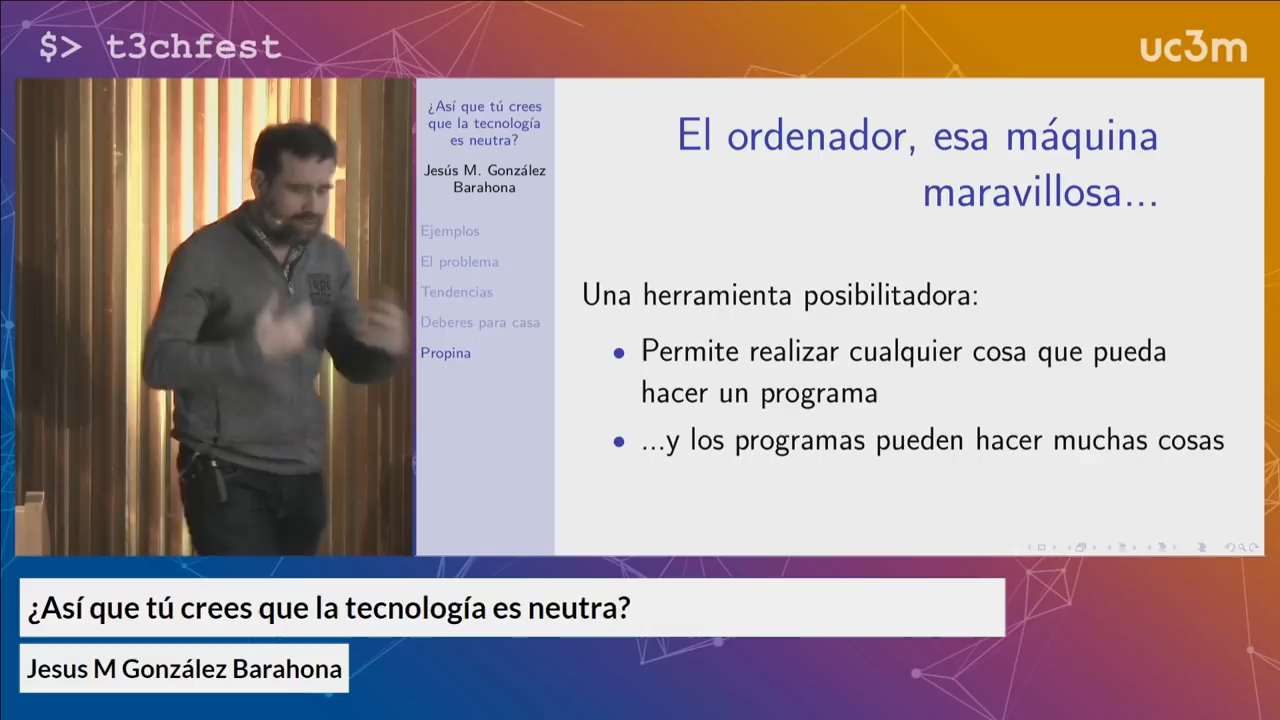 $> t3chfest
uc3m
¿Así que tú crees
que la tecnología
es neutra?
Jesús M. González
Barahona
Ejemplos
El problema
Tendencias
Deberes para casa
Propina
El ordenador, esa máquina
maravillosa...
Una herramienta posibilitadora:
Permite realizar cualquier cosa que pueda
hacer un programa
...y los programas pueden hacer muchas cosas
¿Así que tú crees que la tecnología es neutra?
Jesus M González Barahona